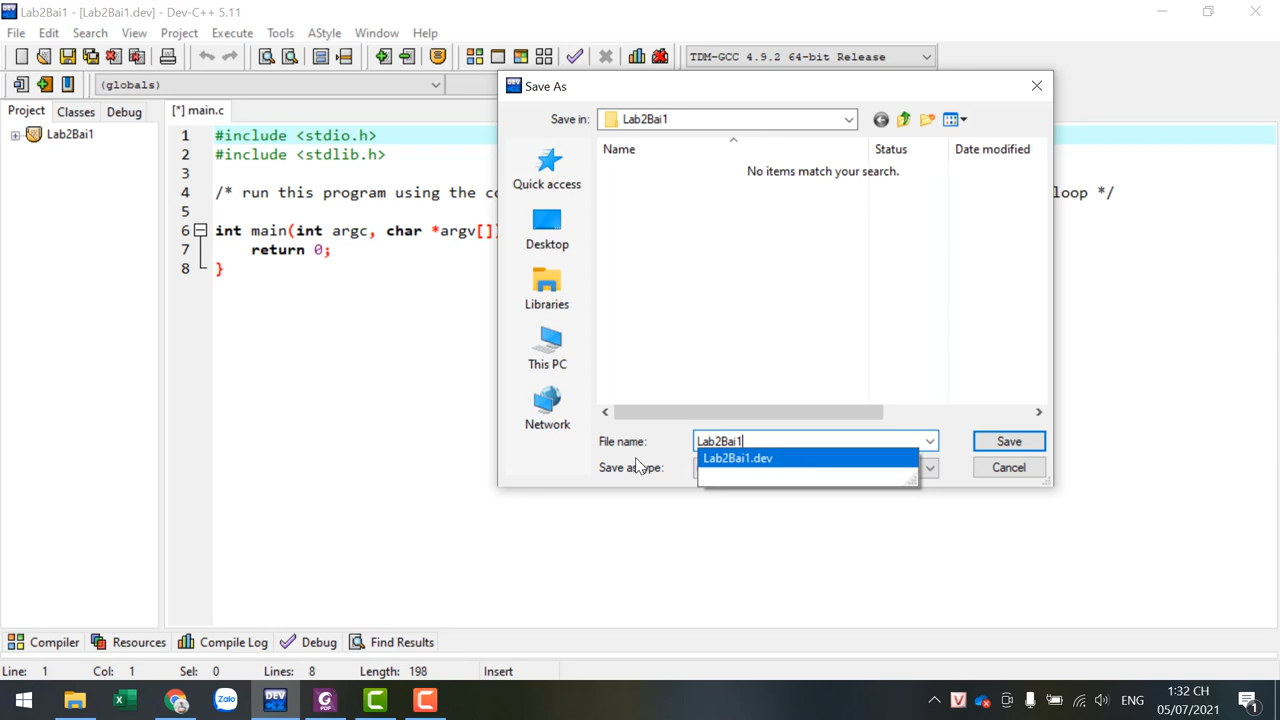 Lab2Bai1 - [Lab2Bai1.dev] - Dev-C++ 5.11
File Edit Search View Project Execute Tools AStyle Window Help
TDM-GCC 4.9.2 64-bit Release
(globals)
Project Classes Debug
[*] main.c
Lab2Bai1
1 #include <stdio.h>
2 #include <stdlib.h>
3
4 /* run this program using the loop */
5
6 int main(int argc, char *argv[]
7 return 0;
8 }
Save As
Save in: Lab2Bai1
Name Status Date modified
No items match your search.
Quick access
Desktop
Libraries
This PC
Network
File name: Lab2Bai1 Save
Lab2Bai1.dev
Save as type: Cancel
Compiler Resources Compile Log Debug Find Results
Line: 1 Col: 1 Sel: 0 Lines: 8 Length: 198 Insert
DEV
PDF
C
C
V
ENG
1:32 CH
05/07/2021
1